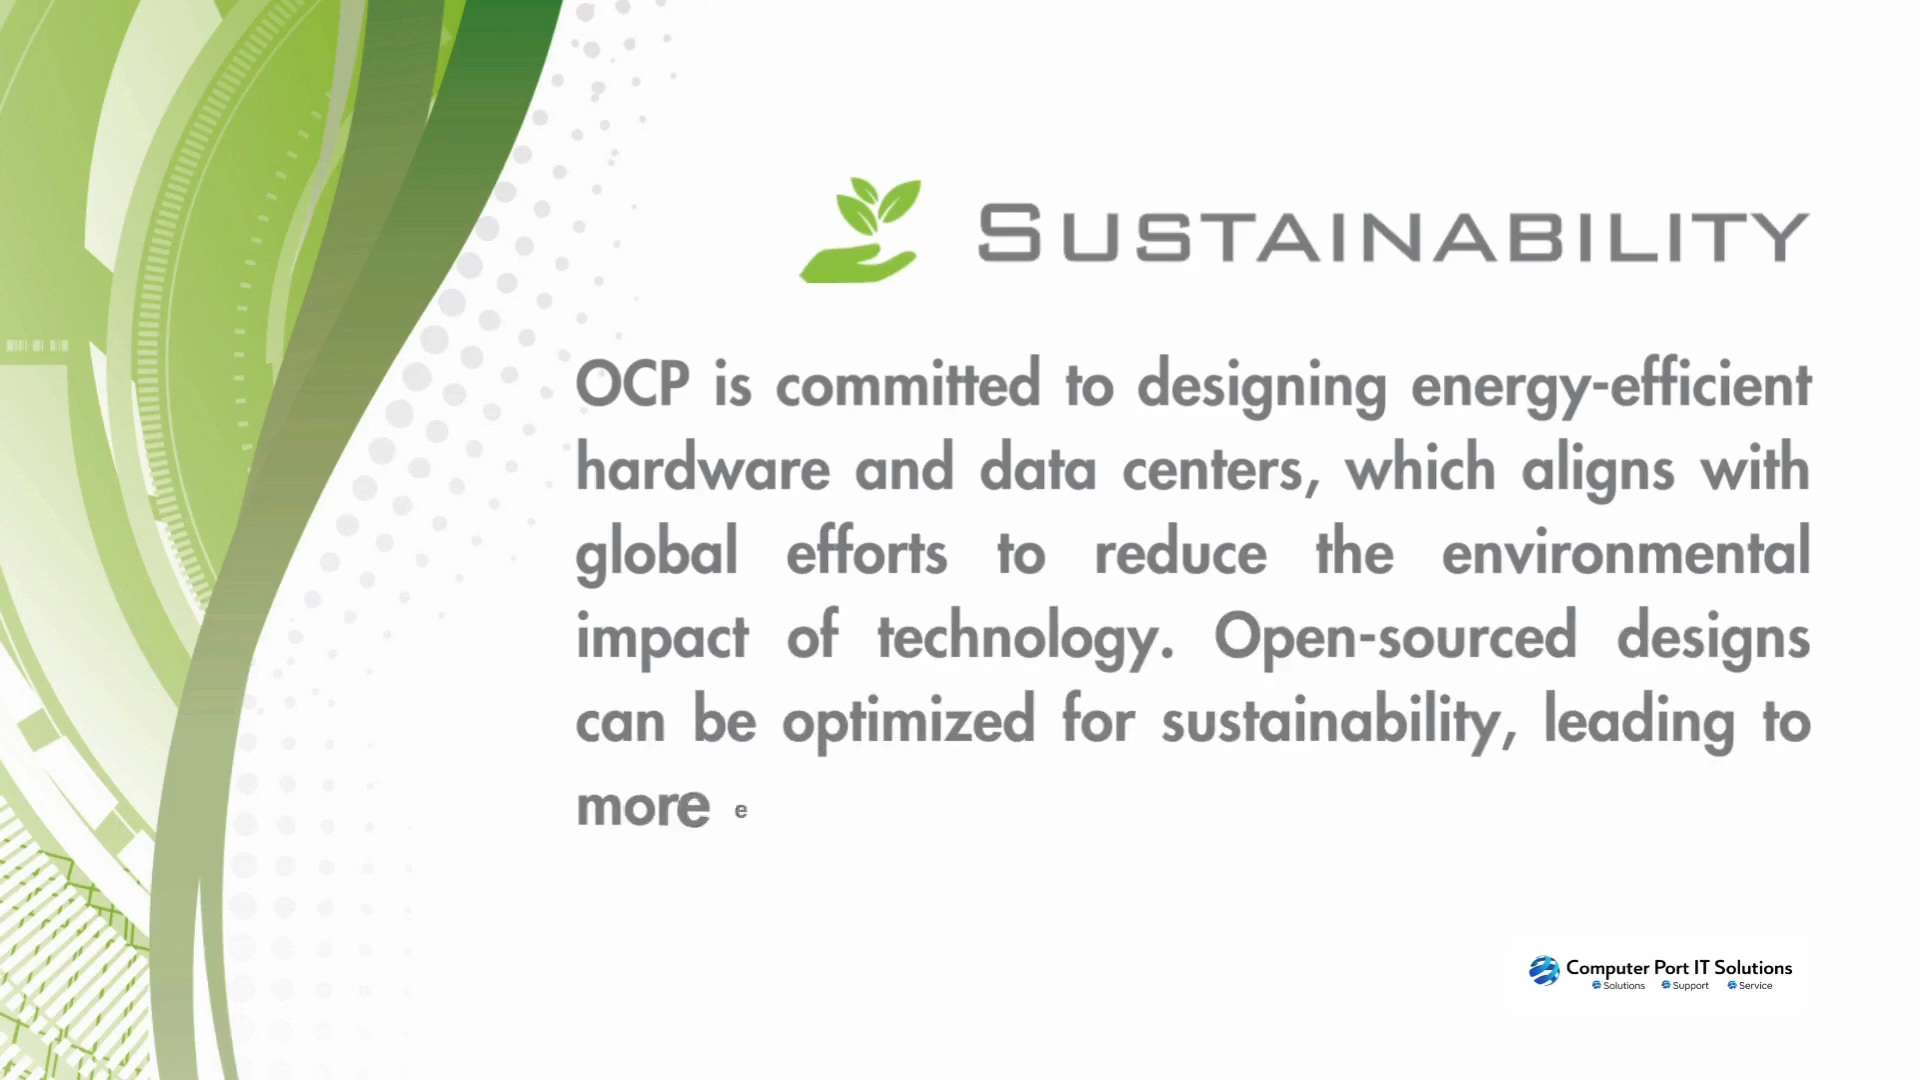 SUSTAINABILITY
OCP is committed to designing energy-efficient
hardware and data centers, which aligns with
global efforts to reduce the environmental
impact of technology. Open-sourced designs
can be optimized for sustainability, leading to
more e
Computer Port IT Solutions
Solutions Support Service